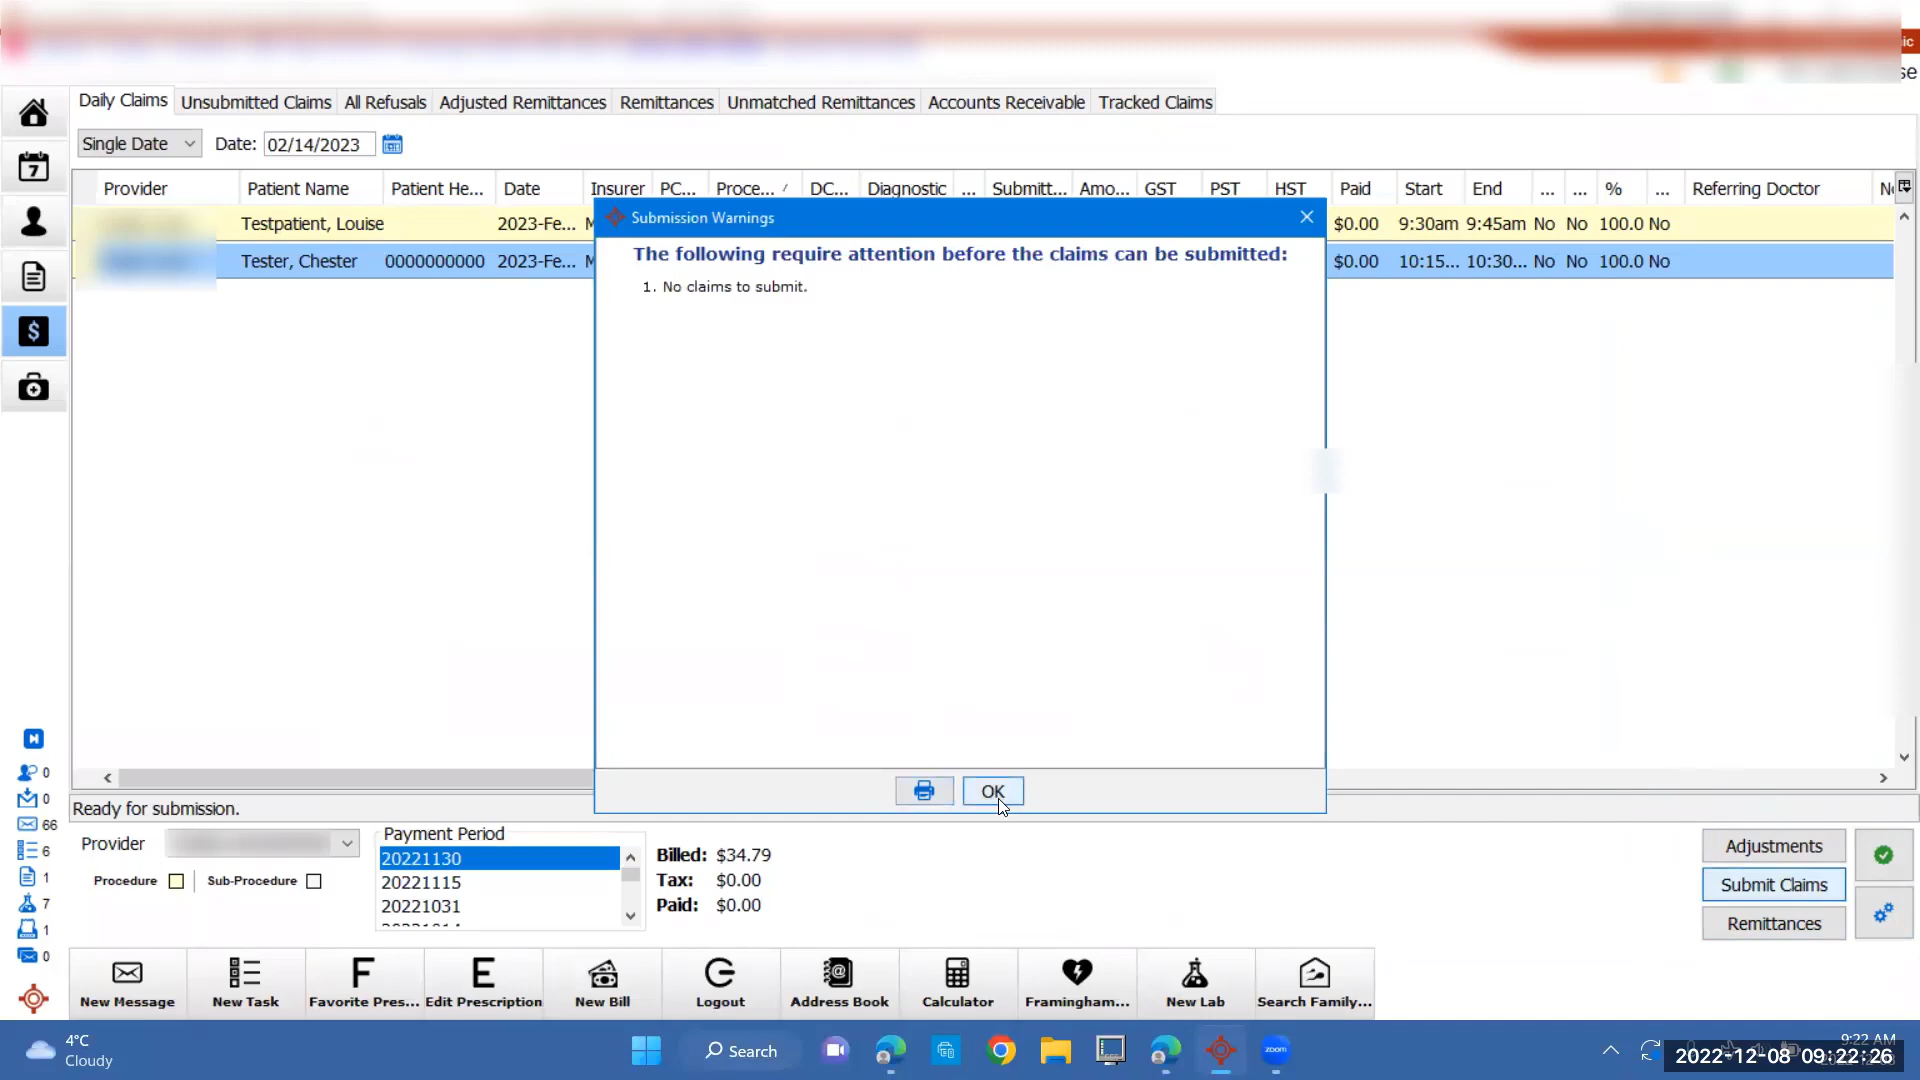 ic
se
Daily Claims Unsubmitted Claims All Refusals Adjusted Remittances Remittances Unmatched Remittances Accounts Receivable Tracked Claims
Single Date Date: 02/14/2023
7
Provider Patient Name Patient He... Date Insurer PC... Proce... / DC... Diagnostic ... Submitt... Amo... GST PST HST Paid Start End ... ... % ... Referring Doctor
Testpatient, Louise 2023-Fe... $0.00 9:30am 9:45am No No 100.0 No
Tester, Chester 0000000000 2023-Fe... $0.00 10:15... 10:30... No No 100.0 No
Submission Warnings
The following require attention before the claims can be submitted:
1. No claims to submit.
OK
Ready for submission.
Provider
Procedure Sub-Procedure
Payment Period
20221130
20221115
20221031
Billed: $34.79
Tax: $0.00
Paid: $0.00
Adjustments
Submit Claims
Remittances
0
0
66
6
1
7
1
0
New Message New Task Favorite Pres... Edit Prescription New Bill Logout Address Book Calculator Framingham... New Lab Search Family...
4°C
Cloudy
Search
zoom
9:22 AM
2022-12-08 09:22:26